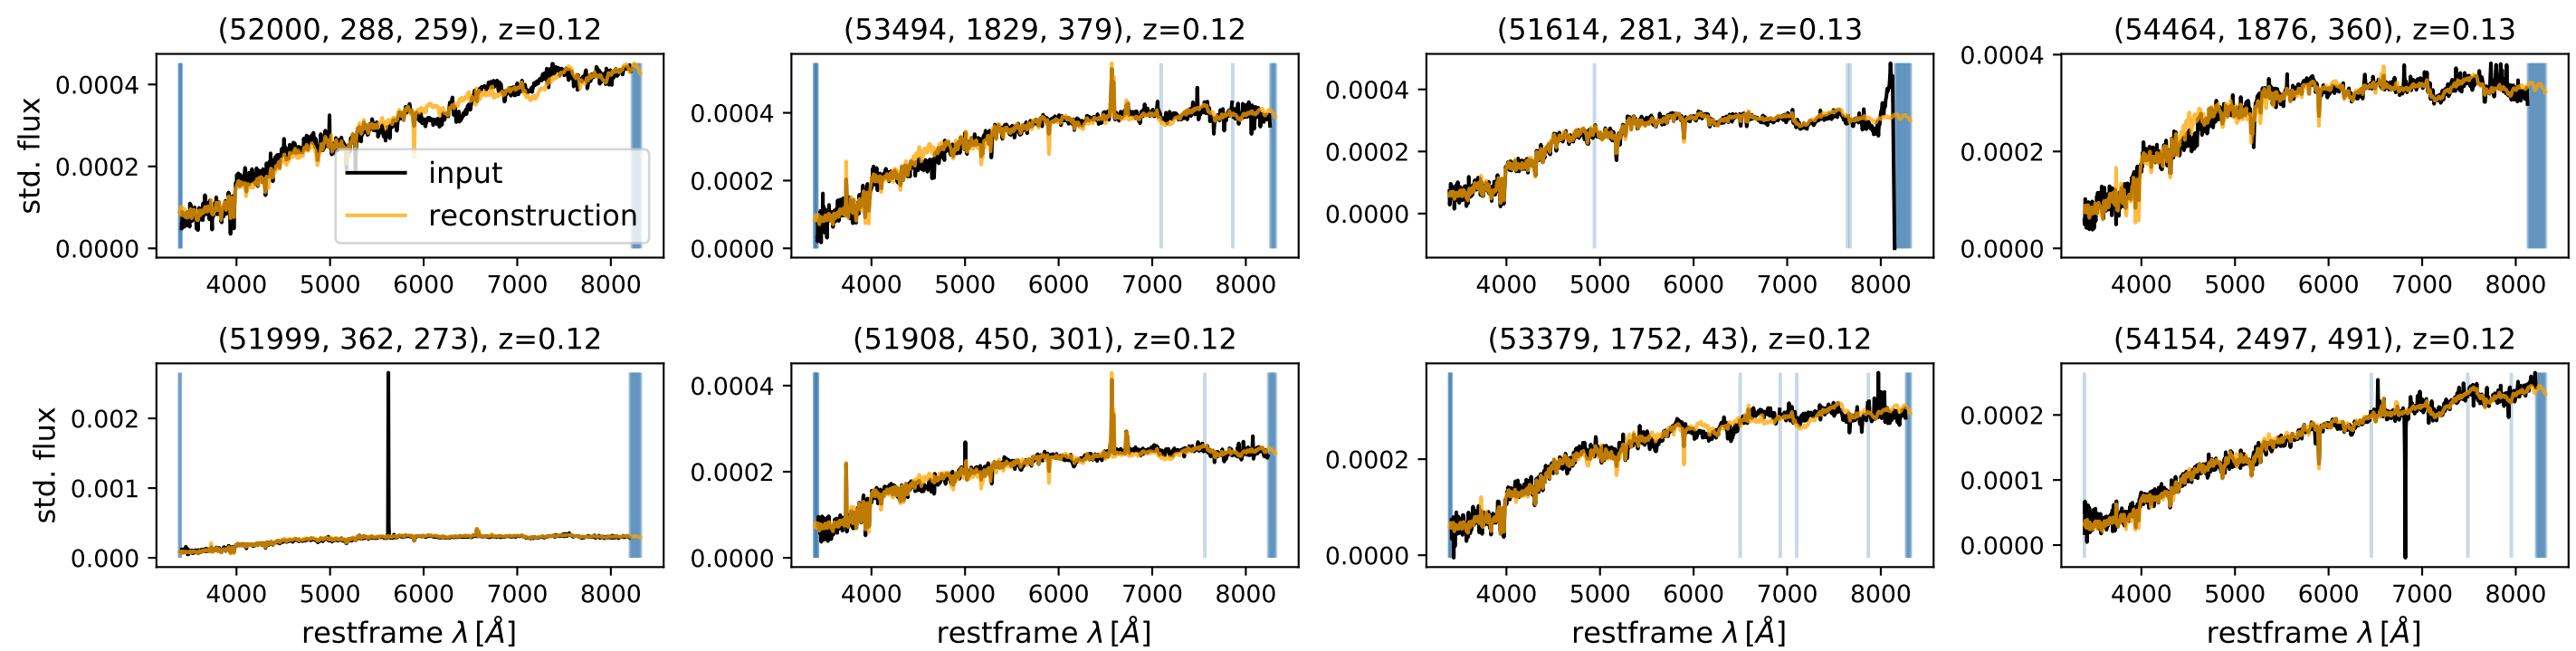 (52000, 288, 259), z=0.12
(53494, 1829, 379), z=0.12
(51614, 281, 34), z=0.13
(54464, 1876, 360), z=0.13
std. flux
0.0004
0.0002
0.0000
input
reconstruction
4000 5000 6000 7000 8000
0.0004
0.0002
0.0000
4000 5000 6000 7000 8000
0.0004
0.0002
0.0000
4000 5000 6000 7000 8000
0.0004
0.0002
0.0000
4000 5000 6000 7000 8000
(51999, 362, 273), z=0.12
(51908, 450, 301), z=0.12
(53379, 1752, 43), z=0.12
(54154, 2497, 491), z=0.12
std. flux
0.002
0.001
0.000
4000 5000 6000 7000 8000
restframe λ [Å]
0.0004
0.0002
0.0000
4000 5000 6000 7000 8000
restframe λ [Å]
0.0002
0.0000
4000 5000 6000 7000 8000
restframe λ [Å]
0.0002
0.0001
0.0000
4000 5000 6000 7000 8000
restframe λ [Å]